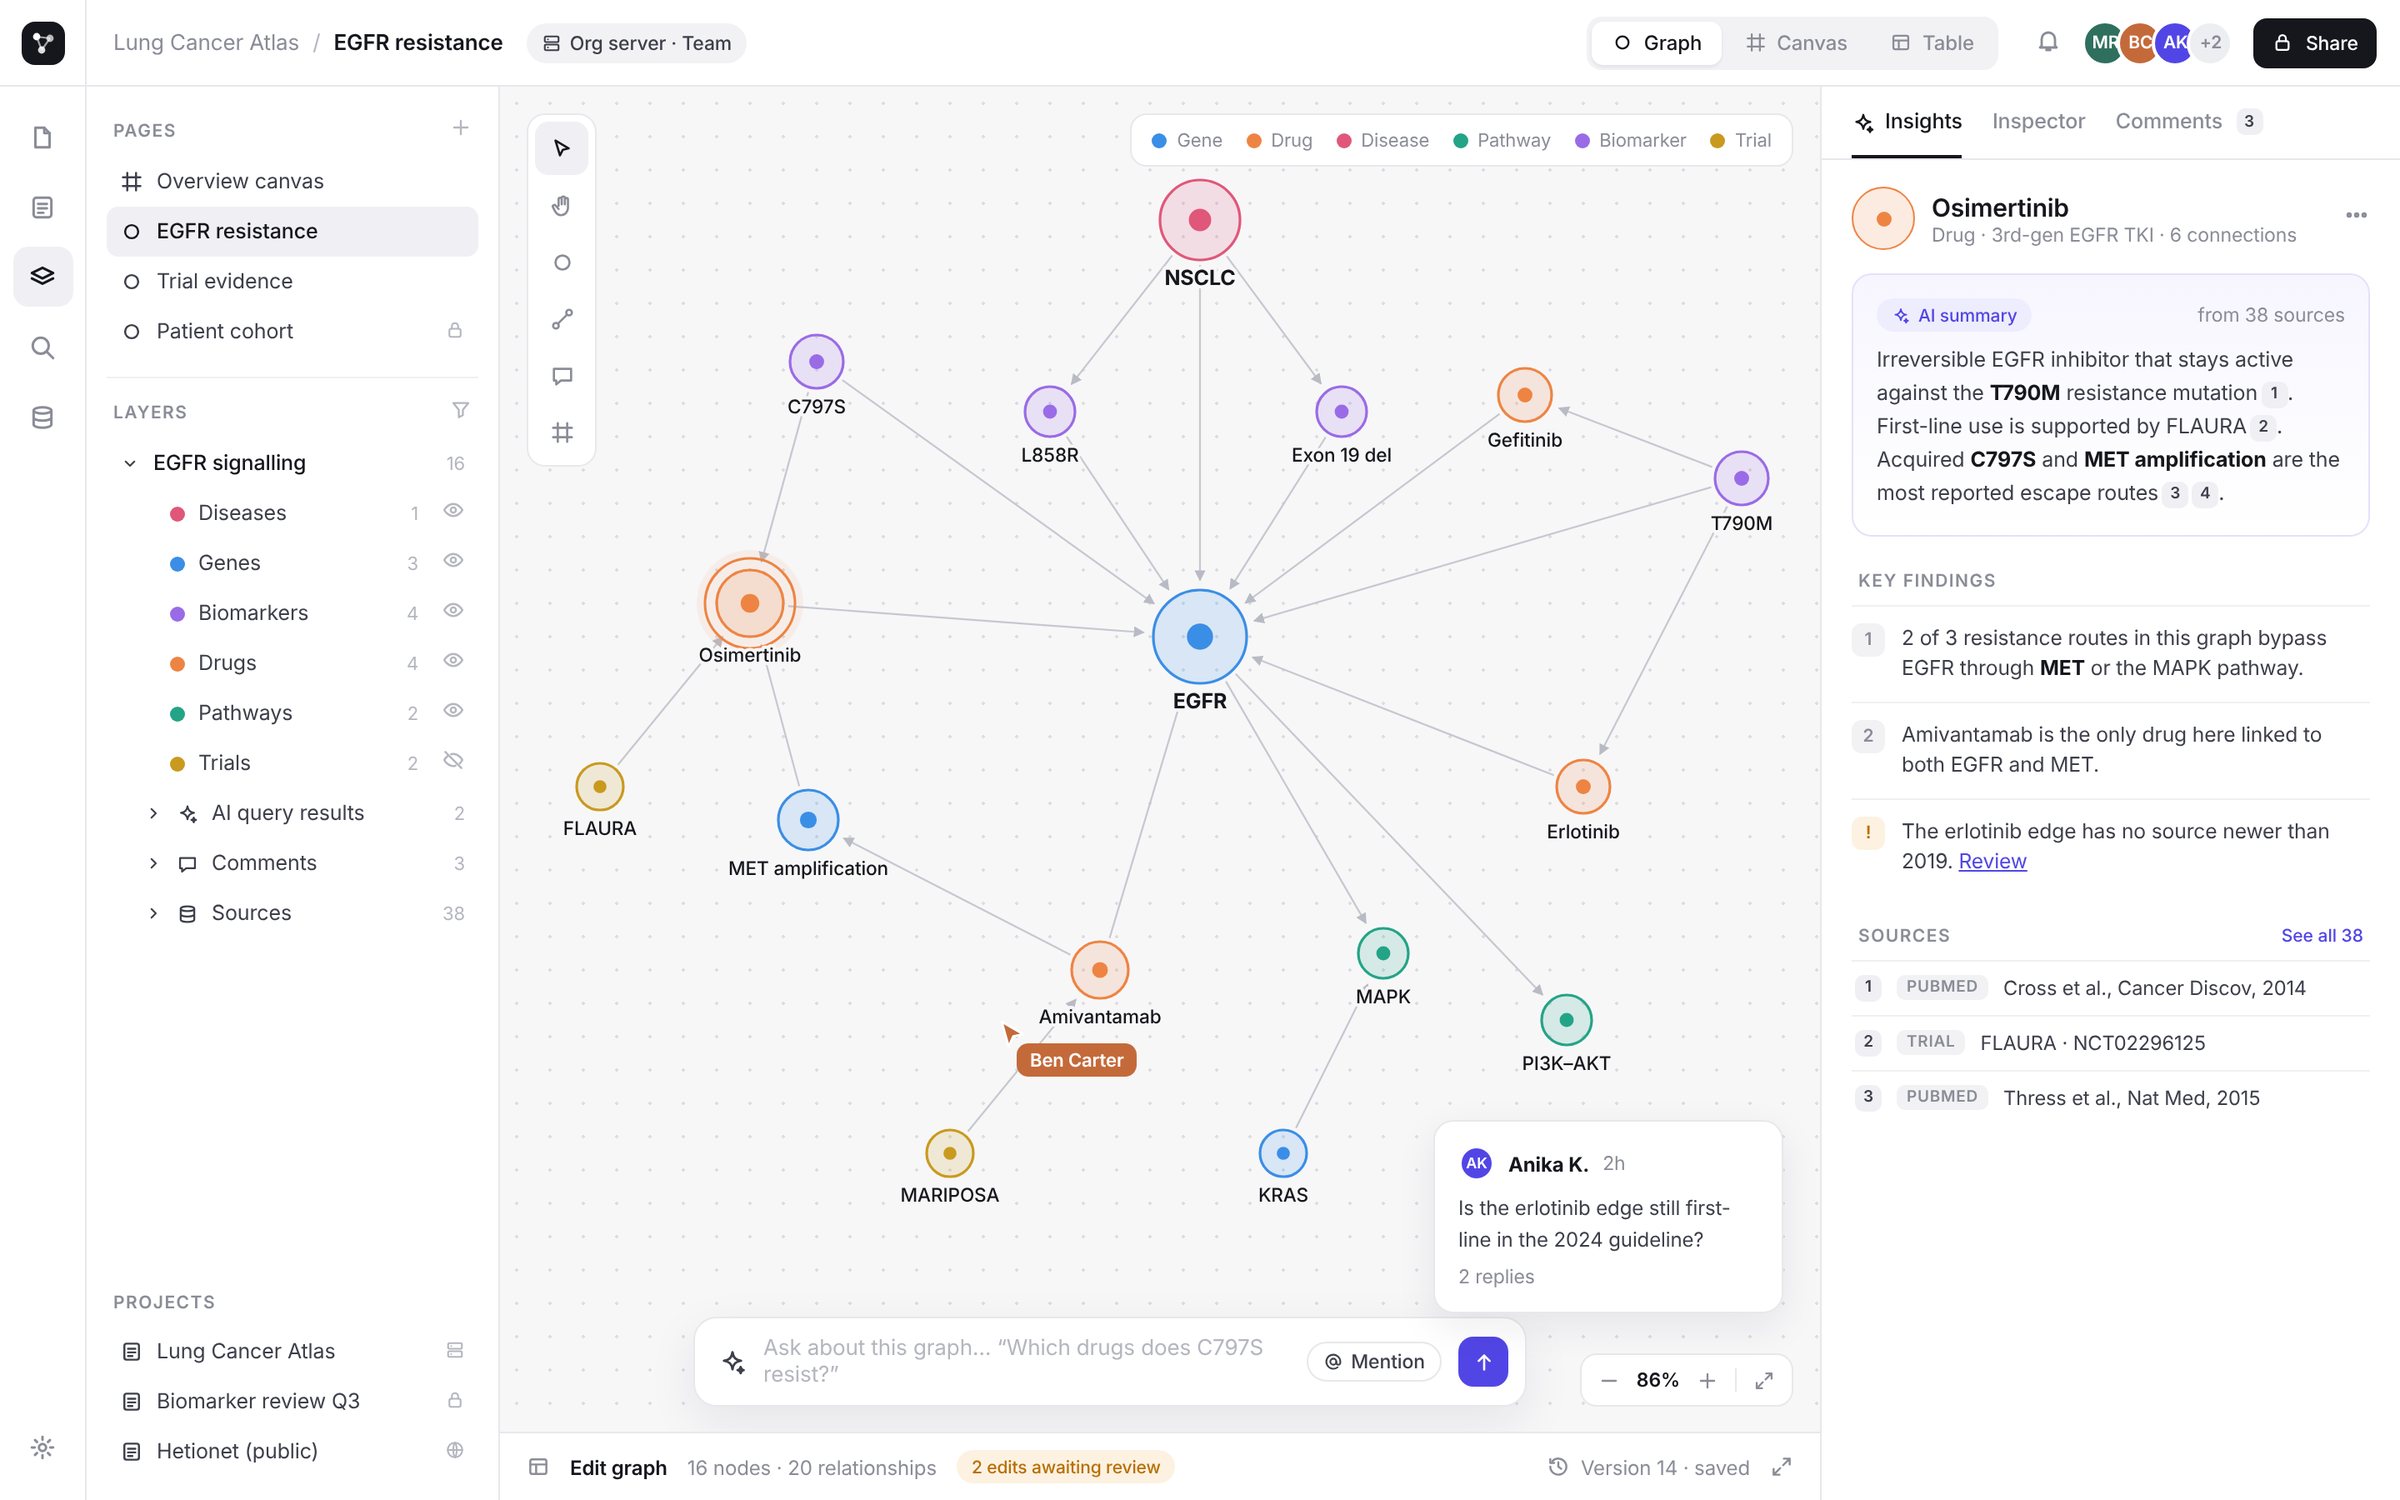 Lung Cancer Atlas / EGFR resistance
Org server · Team
Graph
Canvas
Table
MR
BC
AK
+2
Share
PAGES
Overview canvas
EGFR resistance
Trial evidence
Patient cohort
LAYERS
EGFR signalling 16
Diseases 1
Genes 3
Biomarkers 4
Drugs 4
Pathways 2
Trials 2
AI query results 2
Comments 3
Sources 38
PROJECTS
Lung Cancer Atlas
Biomarker review Q3
Hetionet (public)
Gene
Drug
Disease
Pathway
Biomarker
Trial
NSCLC
C797S
L858R
Exon 19 del
Gefitinib
T790M
Osimertinib
EGFR
FLAURA
MET amplification
Erlotinib
Amivantamab
MAPK
PI3K–AKT
Ben Carter
MARIPOSA
KRAS
AK Anika K. 2h
Is the erlotinib edge still first-
line in the 2024 guideline?
2 replies
Ask about this graph... “Which drugs does C797S
resist?”
Mention
86%
Edit graph
16 nodes · 20 relationships
2 edits awaiting review
Version 14 · saved
Insights
Inspector
Comments 3
Osimertinib
Drug · 3rd-gen EGFR TKI · 6 connections
AI summary
from 38 sources
Irreversible EGFR inhibitor that stays active
against the T790M resistance mutation 1.
First-line use is supported by FLAURA 2.
Acquired C797S and MET amplification are the
most reported escape routes 3 4.
KEY FINDINGS
1 2 of 3 resistance routes in this graph bypass
EGFR through MET or the MAPK pathway.
2 Amivantamab is the only drug here linked to
both EGFR and MET.
! The erlotinib edge has no source newer than
2019. Review
SOURCES
See all 38
1 PUBMED Cross et al., Cancer Discov, 2014
2 TRIAL FLAURA · NCT02296125
3 PUBMED Thress et al., Nat Med, 2015